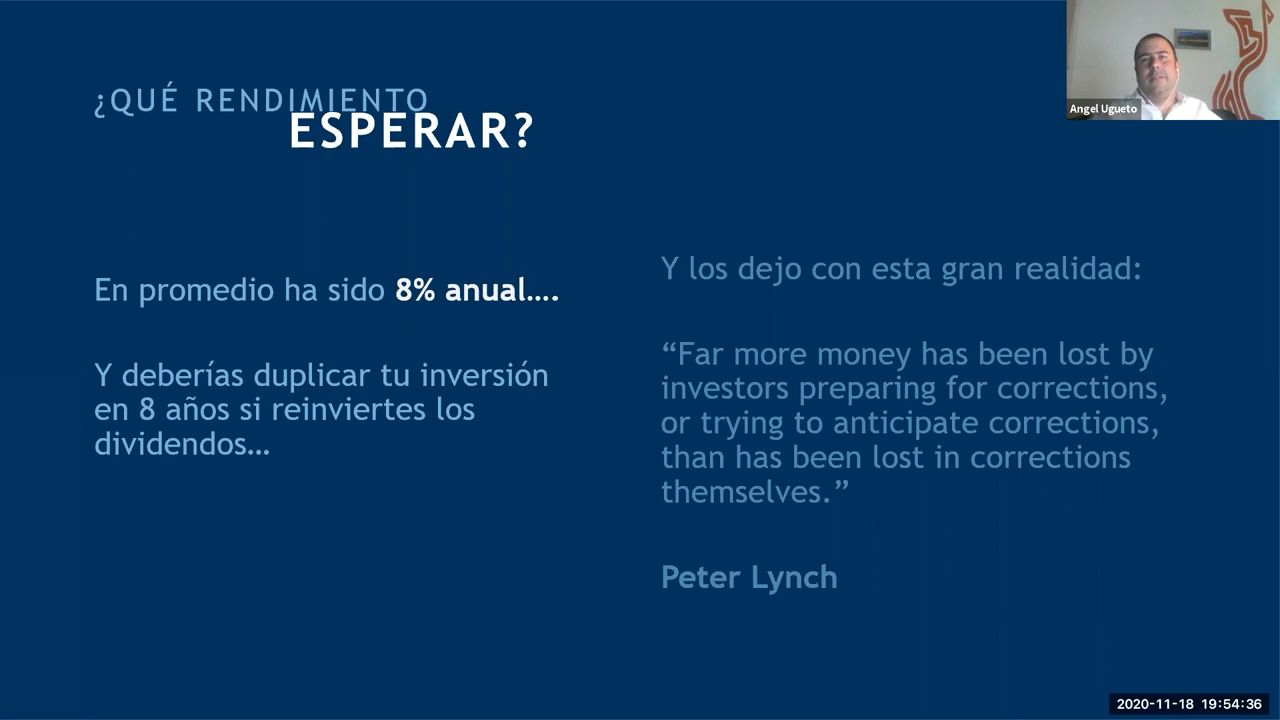 ¿QUÉ RENDIMIENTO
ESPERAR?
En promedio ha sido 8% anual....
Y deberías duplicar tu inversión
en 8 años si reinviertes los
dividendos...
Y los dejo con esta gran realidad:
“Far more money has been lost by
investors preparing for corrections,
or trying to anticipate corrections,
than has been lost in corrections
themselves.”
Peter Lynch
Angel Ugueto
2020-11-18 19:54:36